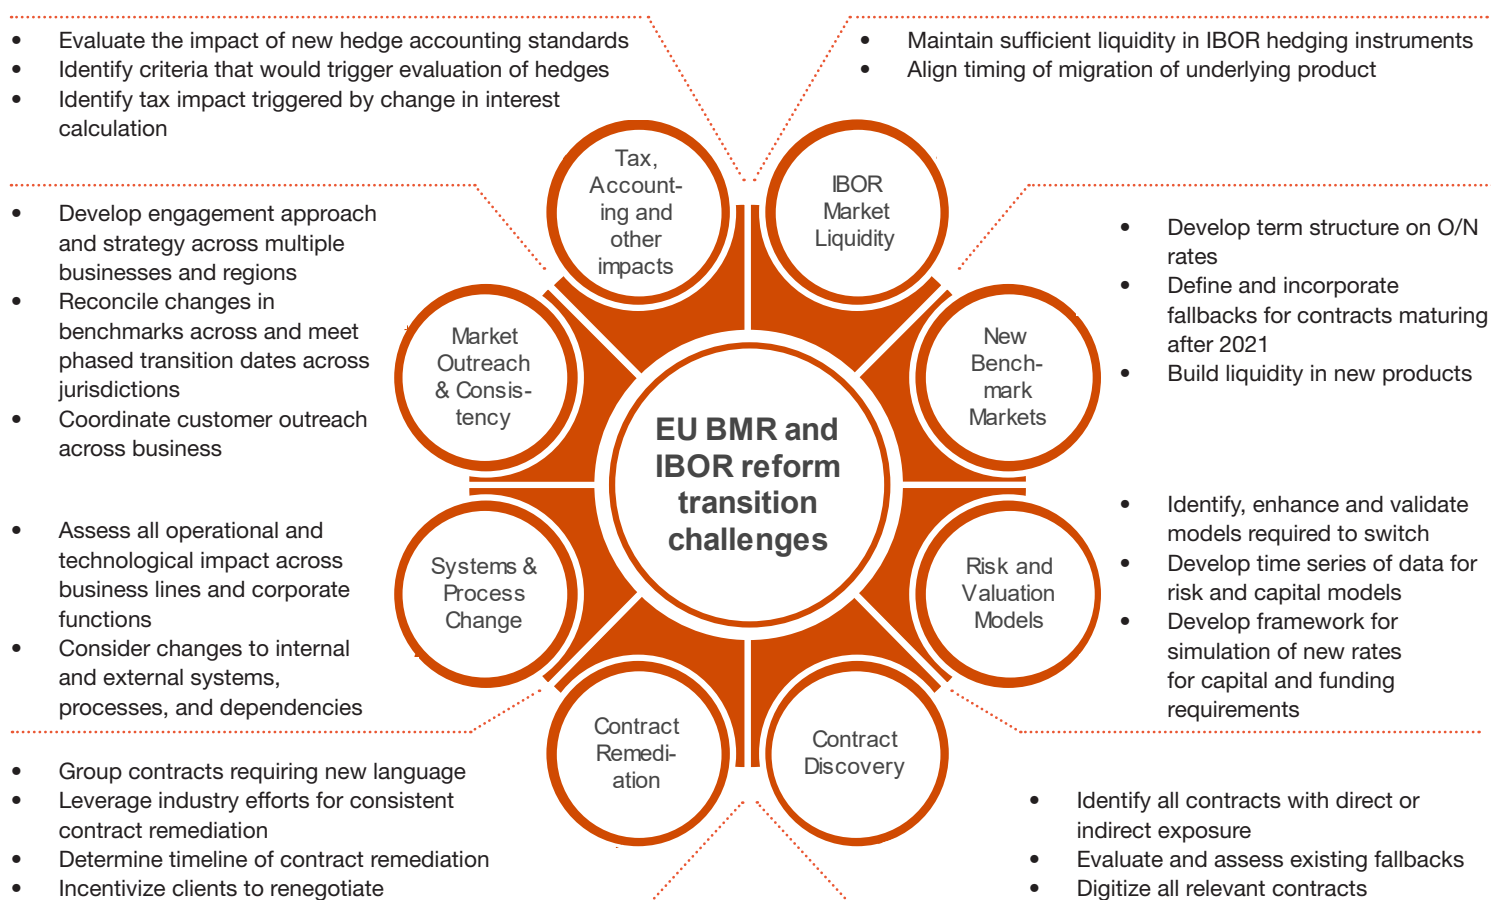 • Evaluate the impact of new hedge accounting standards
• Identify criteria that would trigger evaluation of hedges
• Identify tax impact triggered by change in interest
calculation
• Maintain sufficient liquidity in IBOR hedging instruments
• Align timing of migration of underlying product
Tax,
Account-
ing and
other
impacts
IBOR
Market
Liquidity
• Develop engagement approach
and strategy across multiple
businesses and regions
• Reconcile changes in
benchmarks across and meet
phased transition dates across
jurisdictions
• Coordinate customer outreach
across business
Market
Outreach
& Consis-
tency
New
Bench-
mark
Markets
• Develop term structure on O/N
rates
• Define and incorporate
fallbacks for contracts maturing
after 2021
• Build liquidity in new products
EU BMR and
IBOR reform
transition
challenges
• Assess all operational and
technological impact across
business lines and corporate
functions
• Consider changes to internal
and external systems,
processes, and dependencies
Systems &
Process
Change
Risk and
Valuation
Models
• Identify, enhance and validate
models required to switch
• Develop time series of data for
risk and capital models
• Develop framework for
simulation of new rates
for capital and funding
requirements
Contract
Remedi-
ation
Contract
Discovery
• Group contracts requiring new language
• Leverage industry efforts for consistent
contract remediation
• Determine timeline of contract remediation
• Incentivize clients to renegotiate
• Identify all contracts with direct or
indirect exposure
• Evaluate and assess existing fallbacks
• Digitize all relevant contracts